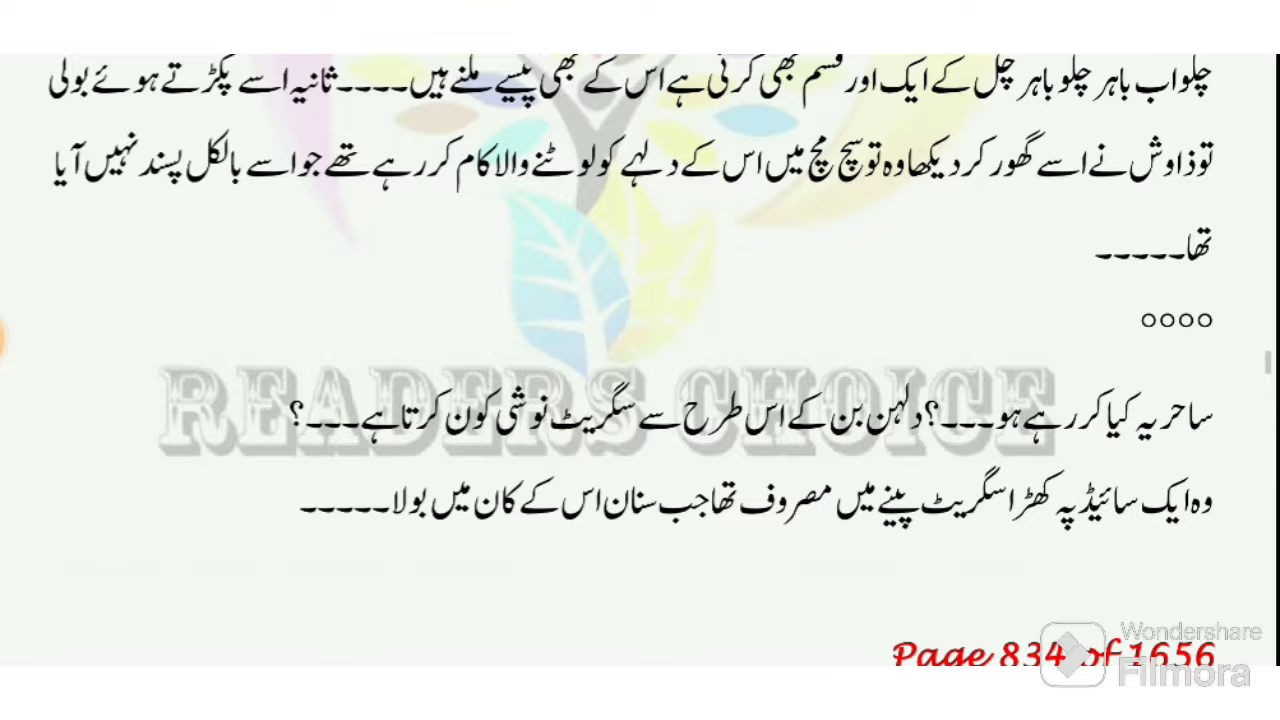 چلو اب باہر چلو باہر چل کے ایک اور قسم بھی کرنی ہے اس کے بھی پیسے ملنے ہیں۔۔۔۔ ثانیہ اسے پکڑتے ہوئے بولی
تو ذاوش نے اسے گھور کر دیکھا وہ تو سچ مچ میں اس کے دلہے کو لوٹنے والا کام کر رہے تھے جو اسے بالکل پسند نہیں آیا
تھا۔۔۔۔۔
○○○○
READERS CHOICE
ساحر یہ کیا کر رہے ہو۔۔۔؟ دلہن بن کے اس طرح سے سگریٹ نوشی کون کرتا ہے۔۔۔؟
وہ ایک سائیڈ پہ کھڑا سگریٹ پینے میں مصروف تھا جب سنان اس کے کان میں بولا۔۔۔۔۔
Page 834 of 1656
Wondershare
Filmora